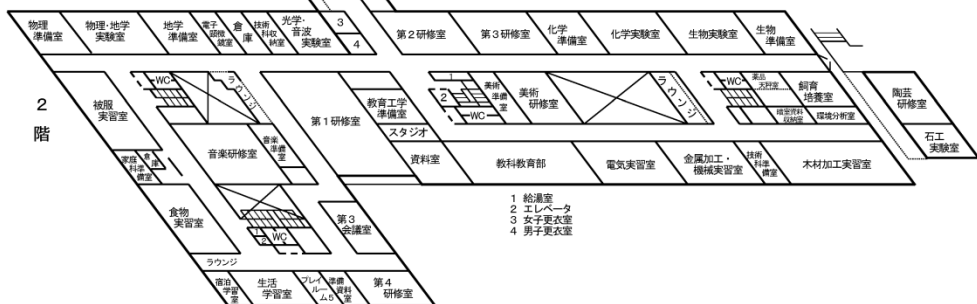 物理
準備室
物理・地学
実験室
地学
準備室
電子
顕微
鏡室
倉
庫
技術
科収
納室
光学・
音波
実験室
3
4
第2研修室
第3研修室
化学
準備室
化学実験室
生物実験室
生物
準備室
2
階
被服
実習室
WC
ラウンジ
第1研修室
教育工学
準備室
スタジオ
1
2
WC
美術
準備
室
美術
研修室
ラウンジ
WC
薬品
飼育
培養室
収納室
環境分析室
陶芸
研修室
石工
実験室
家庭
科準
備室
倉
庫
音楽研修室
音楽
準備
室
資料室
教科教育部
電気実習室
金属加工・
機械実習室
技術
科準
備室
木材加工実習室
食物
実習室
1
2
WC
第3
会議室
1 給湯室
2 エレベータ
3 女子更衣室
4 男子更衣室
ラウンジ
宿泊
学習
室
生活
学習室
プレイ
ルーム5
準備
資料
室
第4
研修室